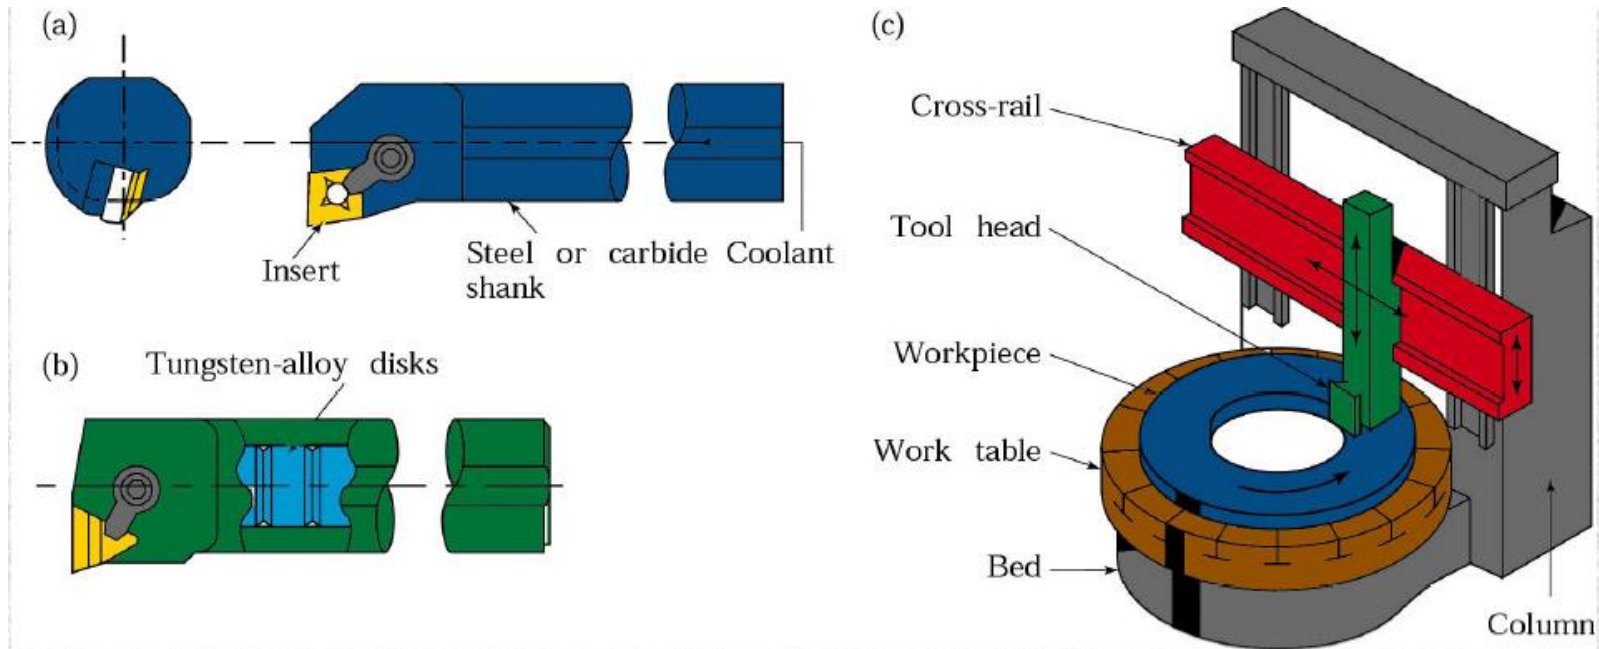 (a)
Insert
Steel or carbide
shank
Coolant
(b)
Tungsten-alloy disks
(c)
Cross-rail
Tool head
Workpiece
Work table
Bed
Column